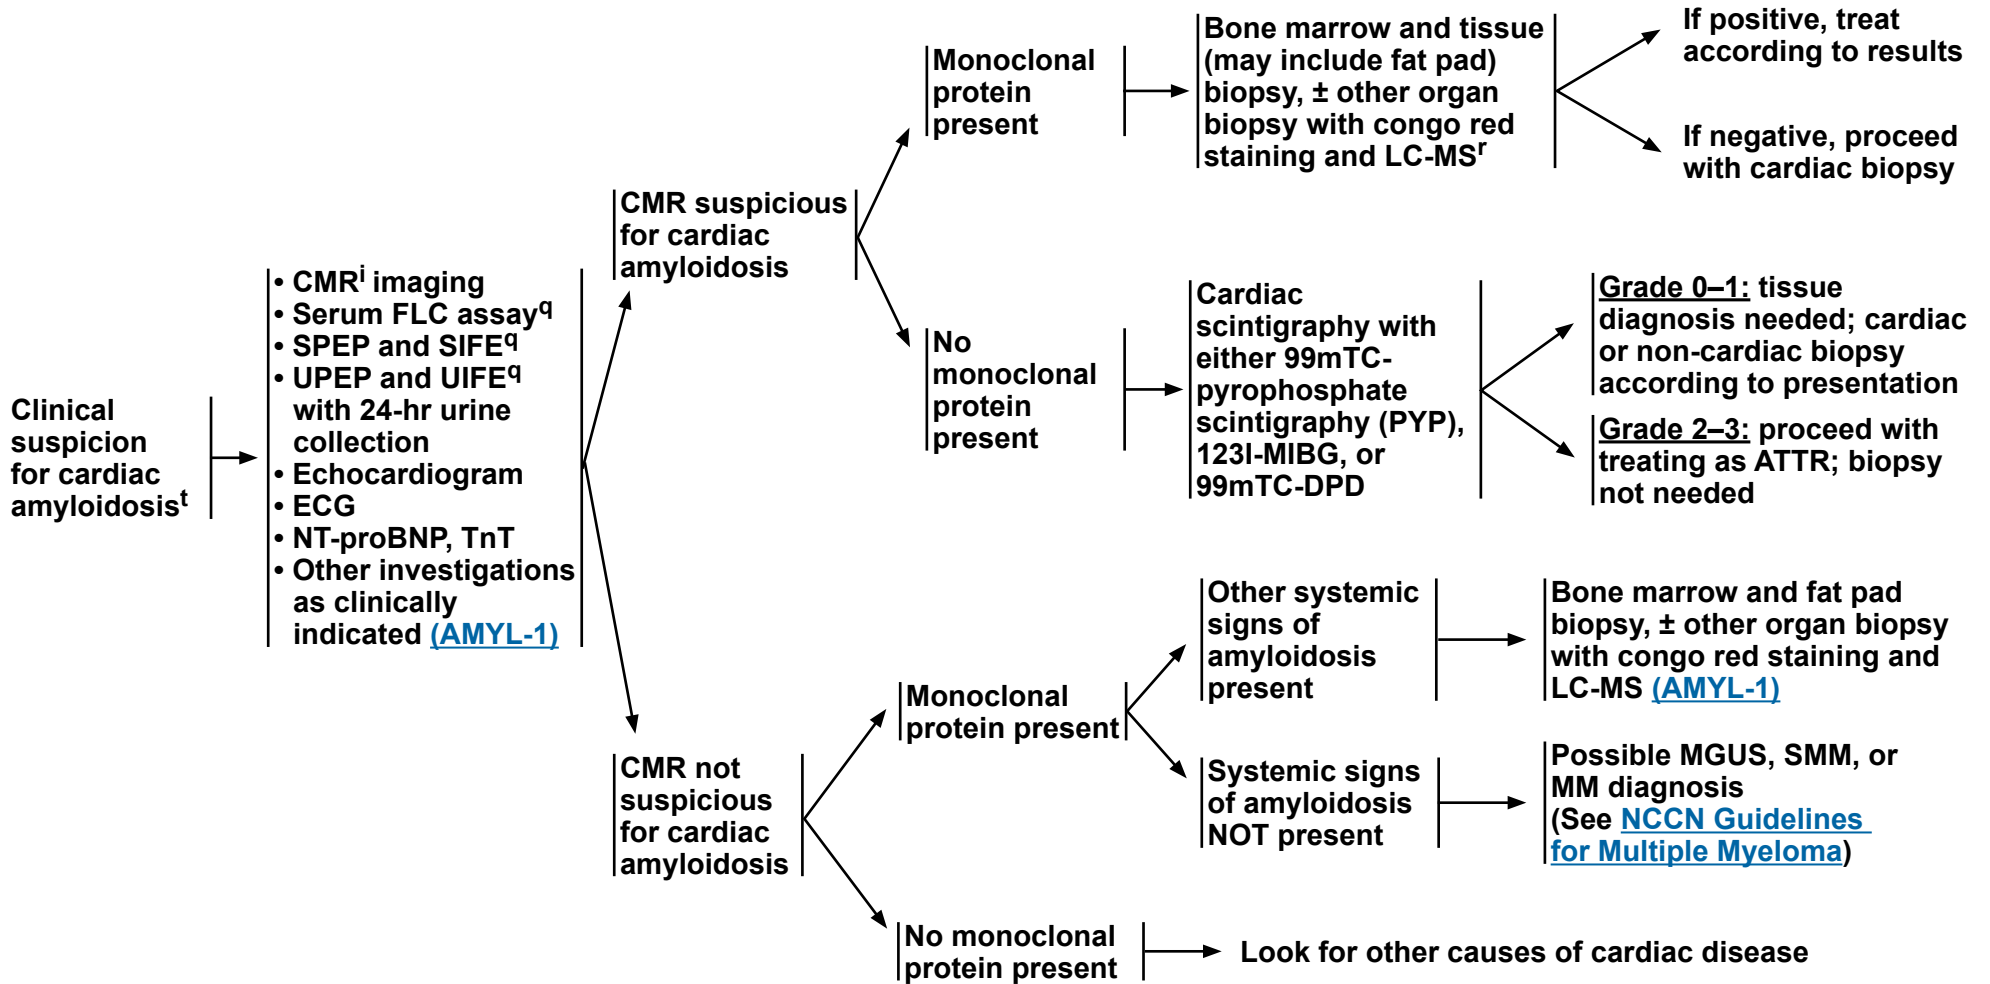 Clinical
suspicion
for cardiac
amyloidosisᵗ
• CMRⁱ imaging
• Serum FLC assay^q
• SPEP and SIFE^q
• UPEP and UIFE^q
with 24-hr urine
collection
• Echocardiogram
• ECG
• NT-proBNP, TnT
• Other investigations
as clinically
indicated (AMYL-1)
CMR suspicious
for cardiac
amyloidosis
Monoclonal
protein
present
Bone marrow and tissue
(may include fat pad)
biopsy, ± other organ
biopsy with congo red
staining and LC-MSʳ
If positive, treat
according to results
If negative, proceed
with cardiac biopsy
No
monoclonal
protein
present
Cardiac
scintigraphy with
either 99mTC-
pyrophosphate
scintigraphy (PYP),
123I-MIBG, or
99mTC-DPD
Grade 0–1: tissue
diagnosis needed; cardiac
or non-cardiac biopsy
according to presentation
Grade 2–3: proceed with
treating as ATTR; biopsy
not needed
CMR not
suspicious
for cardiac
amyloidosis
Monoclonal
protein present
Other systemic
signs of
amyloidosis
present
Bone marrow and fat pad
biopsy, ± other organ biopsy
with congo red staining and
LC-MS (AMYL-1)
Systemic signs
of amyloidosis
NOT present
Possible MGUS, SMM, or
MM diagnosis
(See NCCN Guidelines
for Multiple Myeloma)
No monoclonal
protein present
Look for other causes of cardiac disease